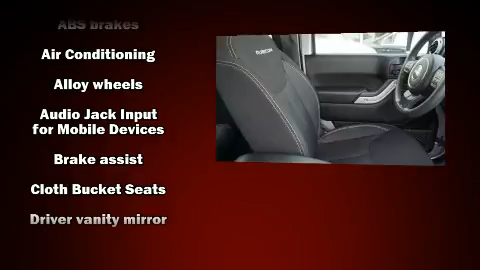 ABS brakes
Air Conditioning
Alloy wheels
Audio Jack Input
for Mobile Devices
Brake assist
Cloth Bucket Seats
Driver vanity mirror